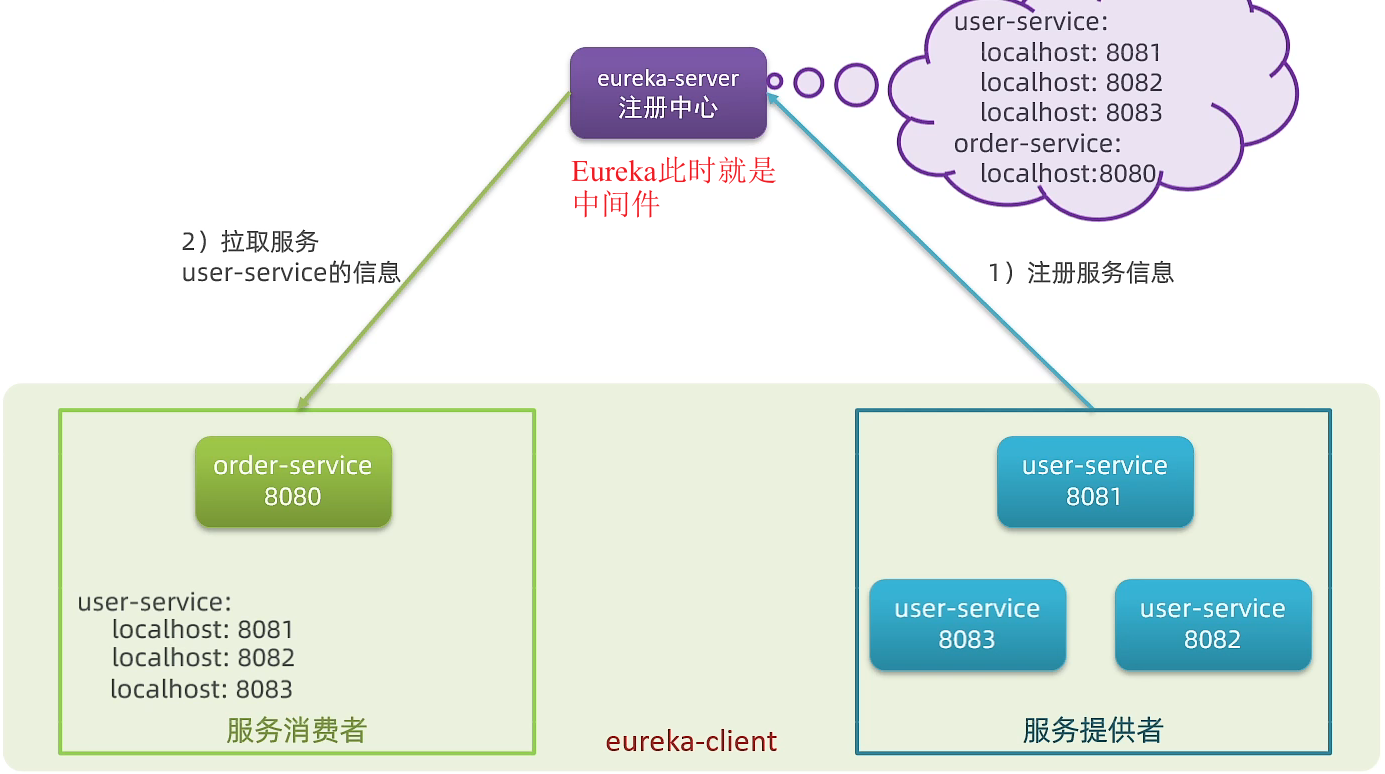 user-service:
localhost: 8081
localhost: 8082
localhost: 8083
order-service:
localhost:8080
eureka-server
注册中心
Eureka此时就是
中间件
2）拉取服务
user-service的信息
1）注册服务信息
order-service
8080
user-service:
localhost: 8081
localhost: 8082
localhost: 8083
服务消费者
eureka-client
user-service
8081
user-service
8083
user-service
8082
服务提供者